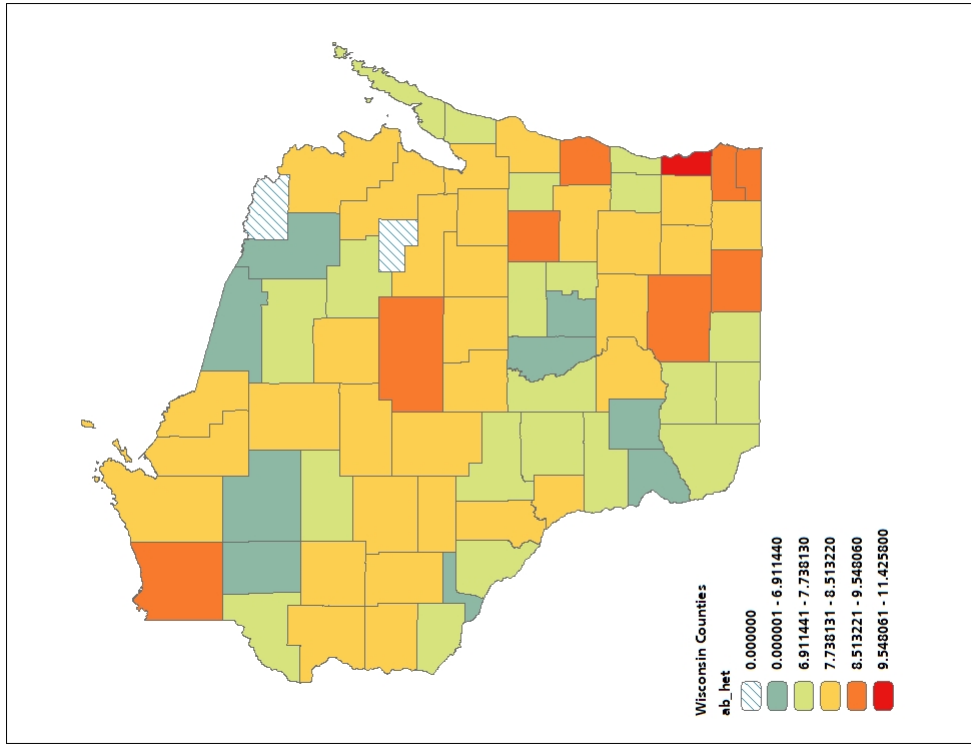 Wisconsin Counties
ab_het
0.000000
0.000001 - 6.911440
6.911441 - 7.738130
7.738131 - 8.513220
8.513221 - 9.548060
9.548061 - 11.425800